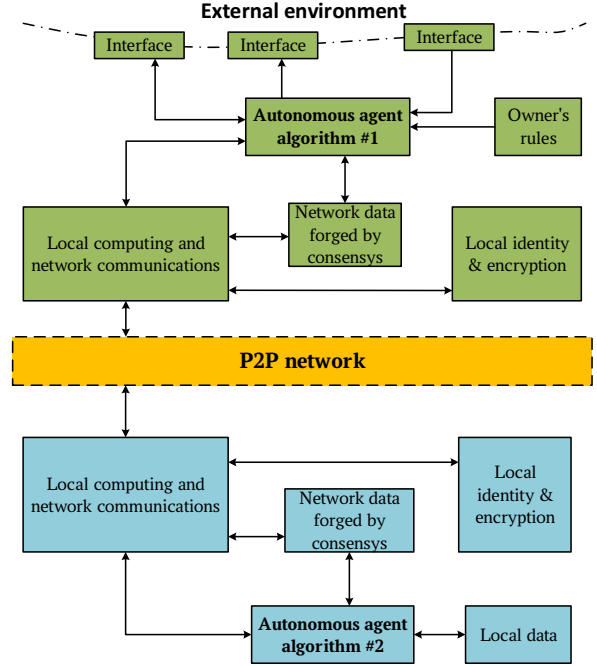 External environment
Interface
Interface
Interface
Autonomous agent
algorithm #1
Owner's
rules
Local computing and
network communications
Network data
forged by
consensys
Local identity
& encryption
P2P network
Local computing and
network communications
Network data
forged by
consensys
Local
identity &
encryption
Autonomous agent
algorithm #2
Local data